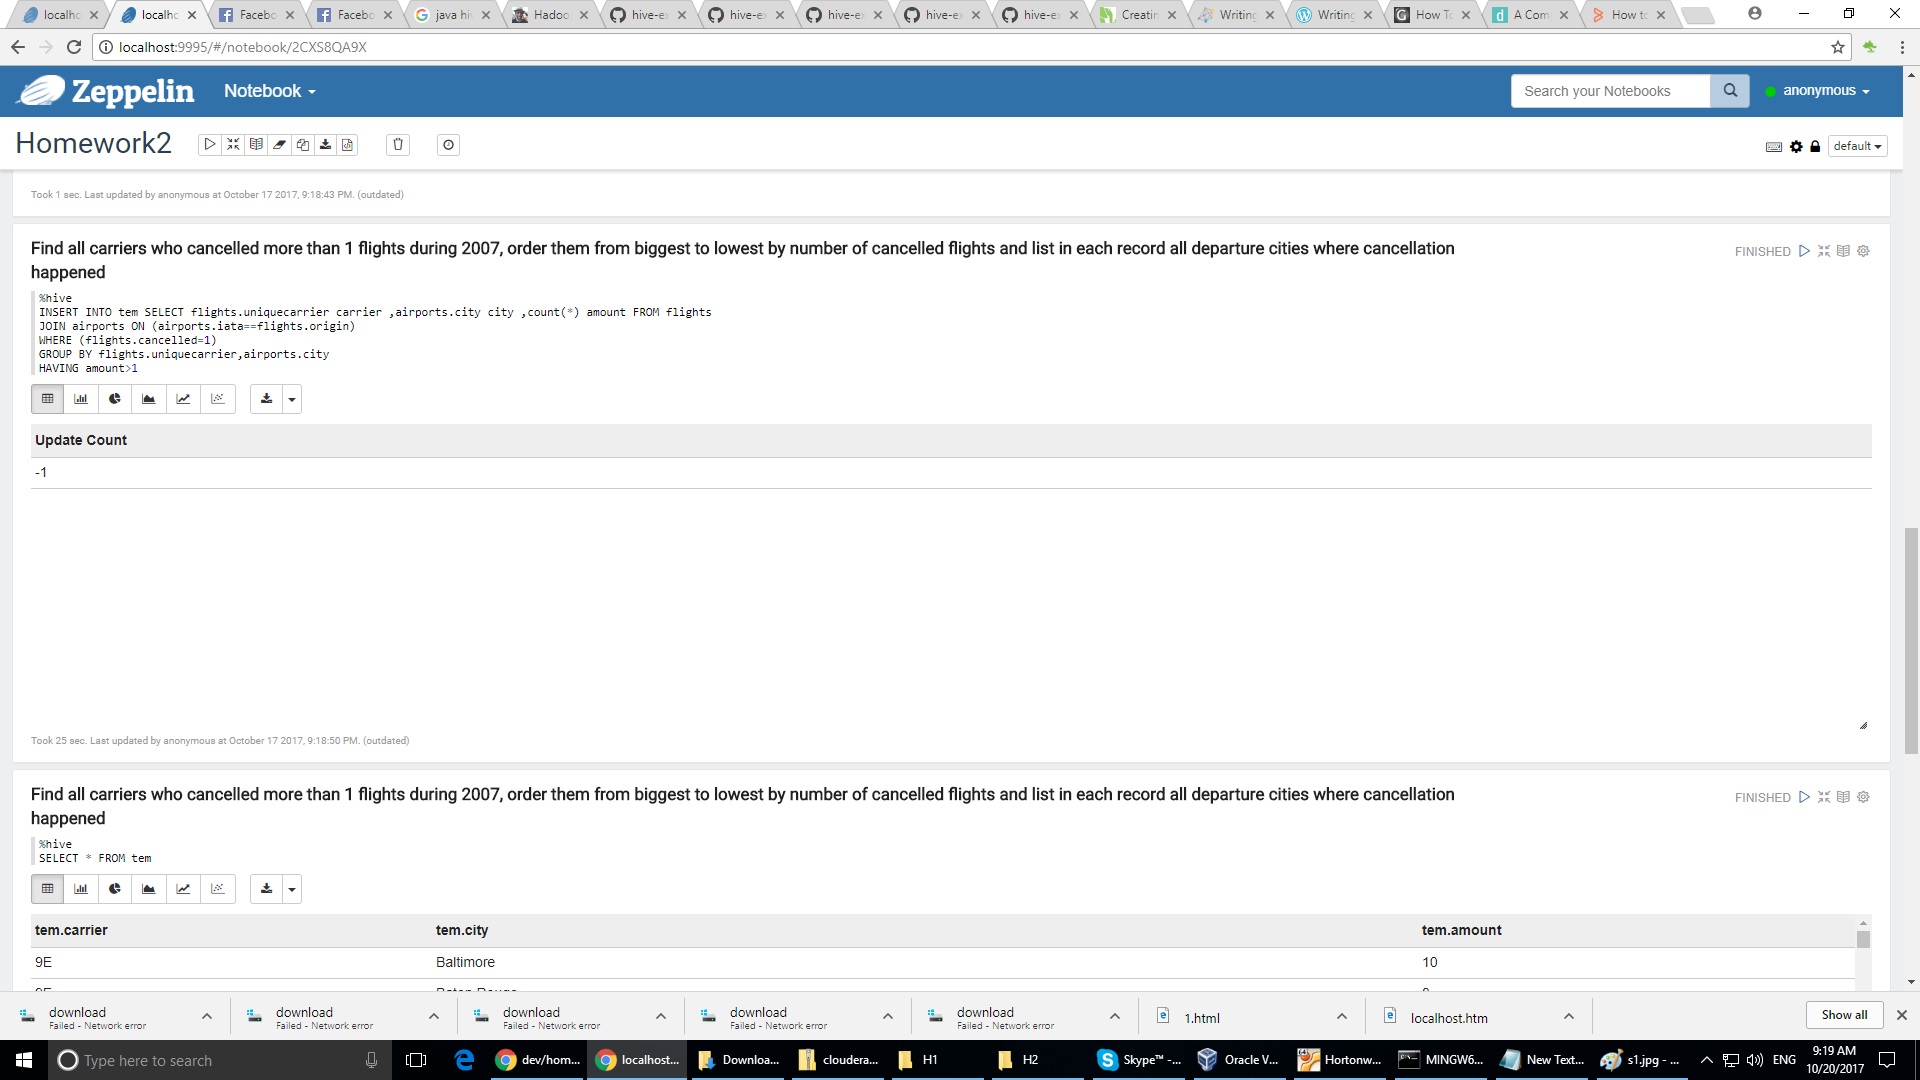 localhc
localhc
Facebo
Facebo
java hi
Hadoo
hive-e
hive-e
hive-e
hive-e
hive-e
Creatin
Writing
Writing
How To
A Com
How to
localhost:9995/#/notebook/2CXS8QA9X
Zeppelin
Notebook
Search your Notebooks
anonymous
Homework2
default
Took 1 sec. Last updated by anonymous at October 17 2017, 9:18:43 PM. (outdated)
Find all carriers who cancelled more than 1 flights during 2007, order them from biggest to lowest by number of cancelled flights and list in each record all departure cities where cancellation
happened
FINISHED
%hive
INSERT INTO tem SELECT flights.uniquecarrier carrier ,airports.city city ,count(*) amount FROM flights
JOIN airports ON (airports.iata==flights.origin)
WHERE (flights.cancelled=1)
GROUP BY flights.uniquecarrier,airports.city
HAVING amount>1
Update Count
-1
Took 25 sec. Last updated by anonymous at October 17 2017, 9:18:50 PM. (outdated)
Find all carriers who cancelled more than 1 flights during 2007, order them from biggest to lowest by number of cancelled flights and list in each record all departure cities where cancellation
happened
FINISHED
%hive
SELECT * FROM tem
tem.carrier tem.city tem.amount
9E Baltimore 10
9E Baton Rouge
download
Failed - Network error
download
Failed - Network error
download
Failed - Network error
download
Failed - Network error
download
Failed - Network error
1.html
localhost.htm
Show all
Type here to search
dev/hom...
localhost...
Downloa...
cloudera...
H1
H2
Skype™ -...
Oracle V...
Hortonw...
MINGW6...
New Text...
s1.jpg - ...
ENG
9:19 AM
10/20/2017